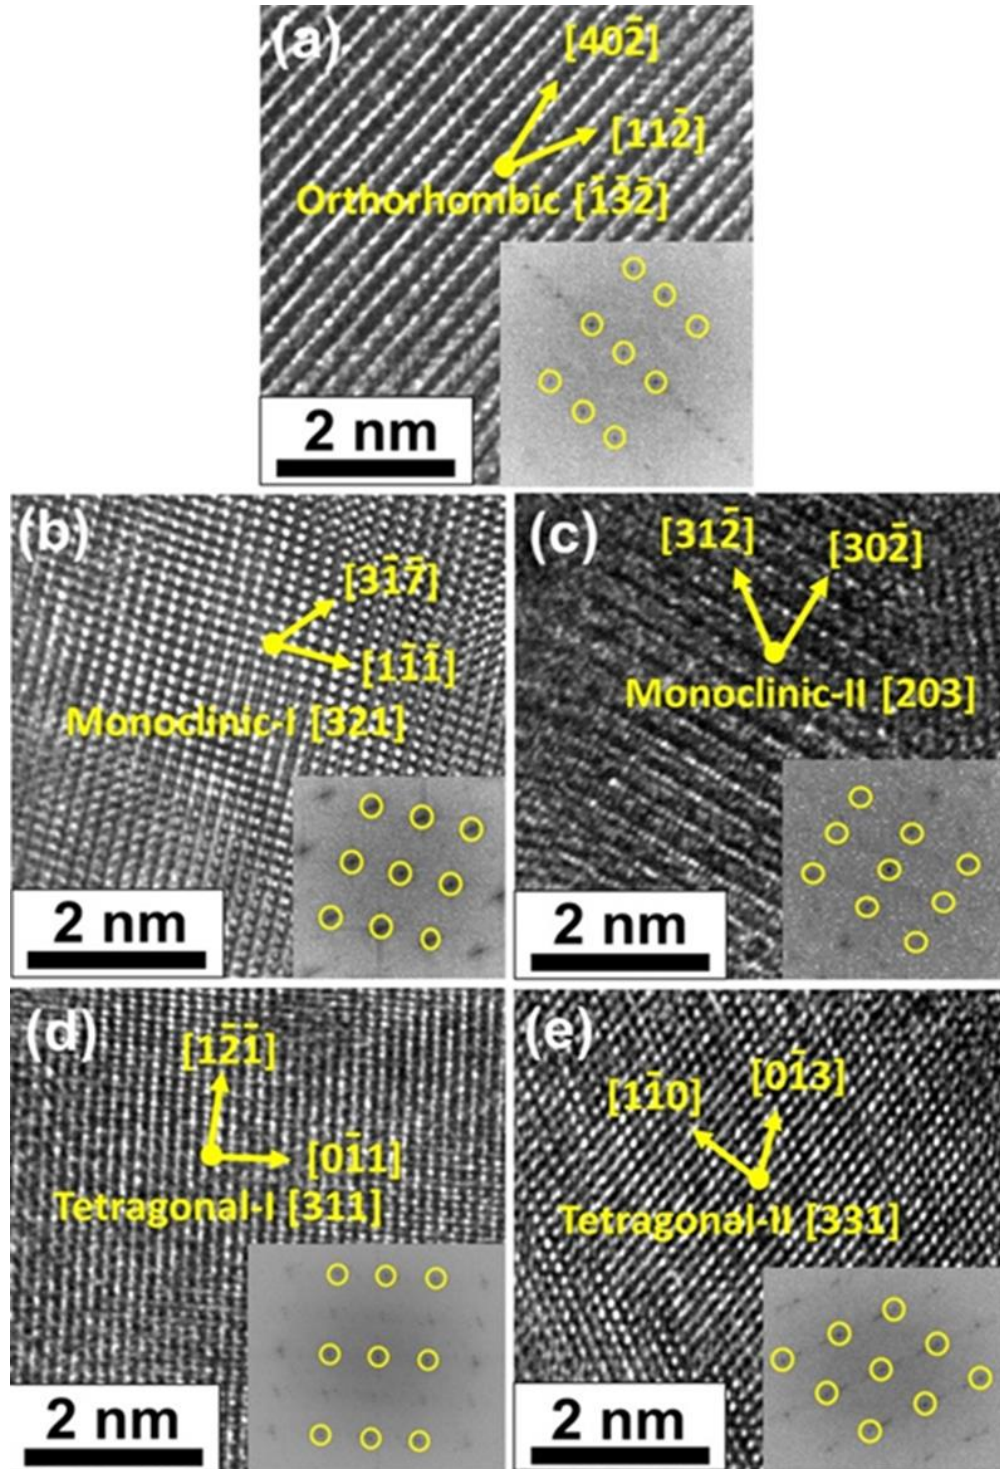 (a)
[402̄]
[112̄]
Orthorhombic [1̄3̄2̄]
2 nm
(b)
[31̄7̄]
[11̄1̄]
Monoclinic-I [321]
2 nm
(c)
[312̄]
[302̄]
Monoclinic-II [203]
2 nm
(d)
[12̄1̄]
[01̄1]
Tetragonal-I [311]
2 nm
(e)
[11̄0]
[01̄3]
Tetragonal-II [331]
2 nm